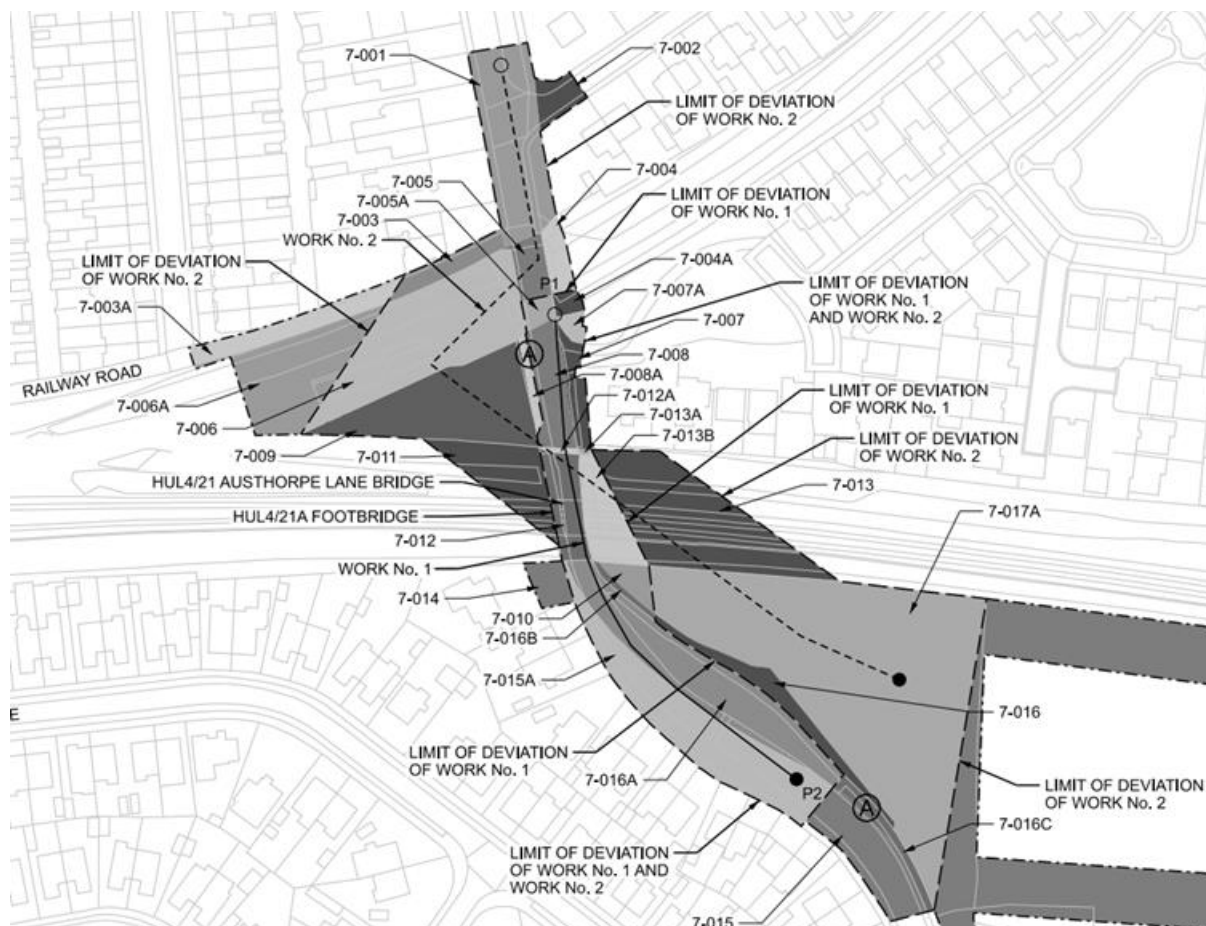 7-001
7-002
LIMIT OF DEVIATION
OF WORK No. 2
7-004
7-005
7-005A
7-003
WORK No. 2
LIMIT OF DEVIATION
OF WORK No. 1
LIMIT OF DEVIATION
OF WORK No. 2
7-003A
P1
7-004A
7-007A
LIMIT OF DEVIATION
OF WORK No. 1
AND WORK No. 2
7-007
A
7-008
7-008A
RAILWAY ROAD
7-006A
7-012A
LIMIT OF DEVIATION
OF WORK No. 1
7-013A
7-006
7-013B
LIMIT OF DEVIATION
OF WORK No. 2
7-009
7-011
HUL4/21 AUSTHORPE LANE BRIDGE
7-013
HUL4/21A FOOTBRIDGE
7-017A
7-012
WORK No. 1
7-014
7-010
7-016B
7-015A
E
7-016
LIMIT OF DEVIATION
OF WORK No. 1
7-016A
P2
A
LIMIT OF DEVIATION
OF WORK No. 2
7-016C
LIMIT OF DEVIATION
OF WORK No. 1 AND
WORK No. 2
7-015